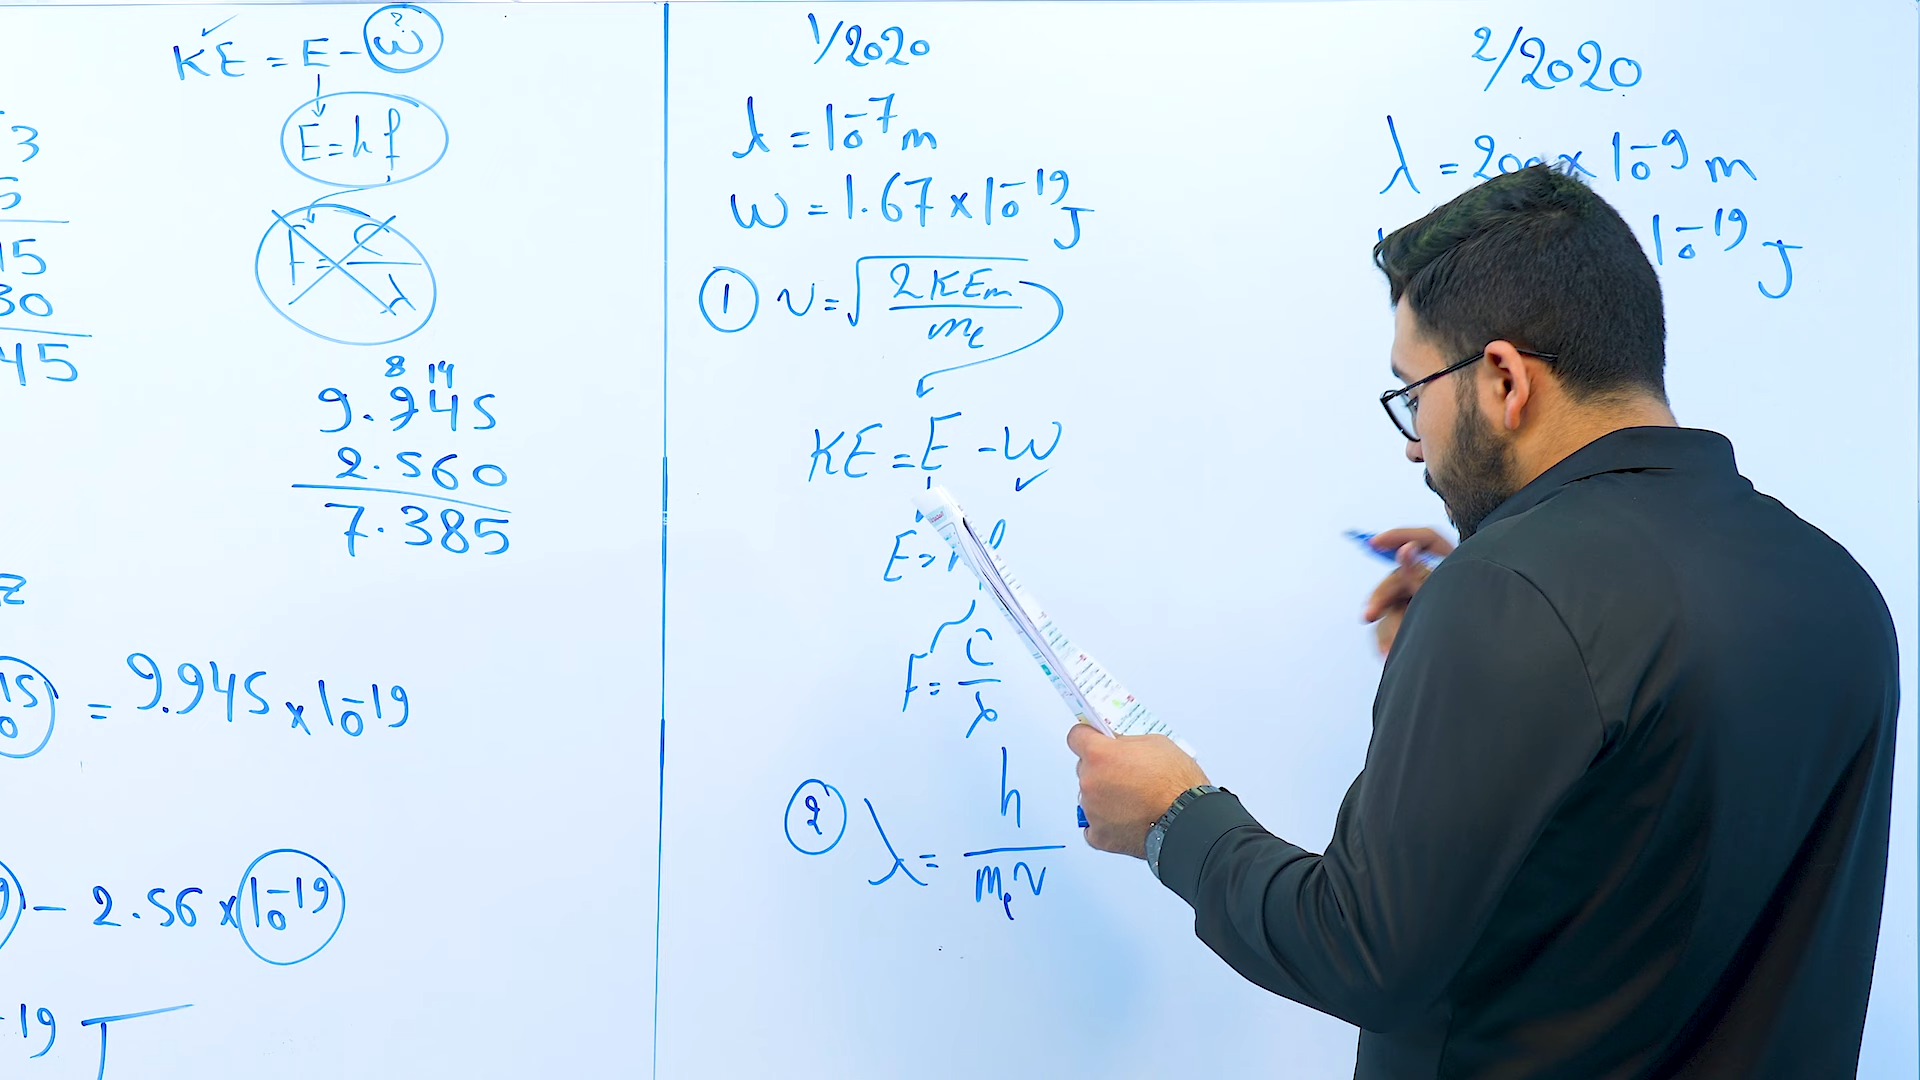 KE = E - w
?
E = hf
f = c/λ
3
5
15
30
45
8 14
9.945
2.560
7.385
z
15 = 9.945 x 10^-19
- 2.56 x 10^-19
-19 J
1/2020
λ = 10^-7 m
w = 1.67 x 10^-19 J
① v = √(2KEm/me)
KE = E - w
E =
f = c/λ
② λ = h/mev
2/2020
λ = 200 x 10^-9 m
10^-19 J